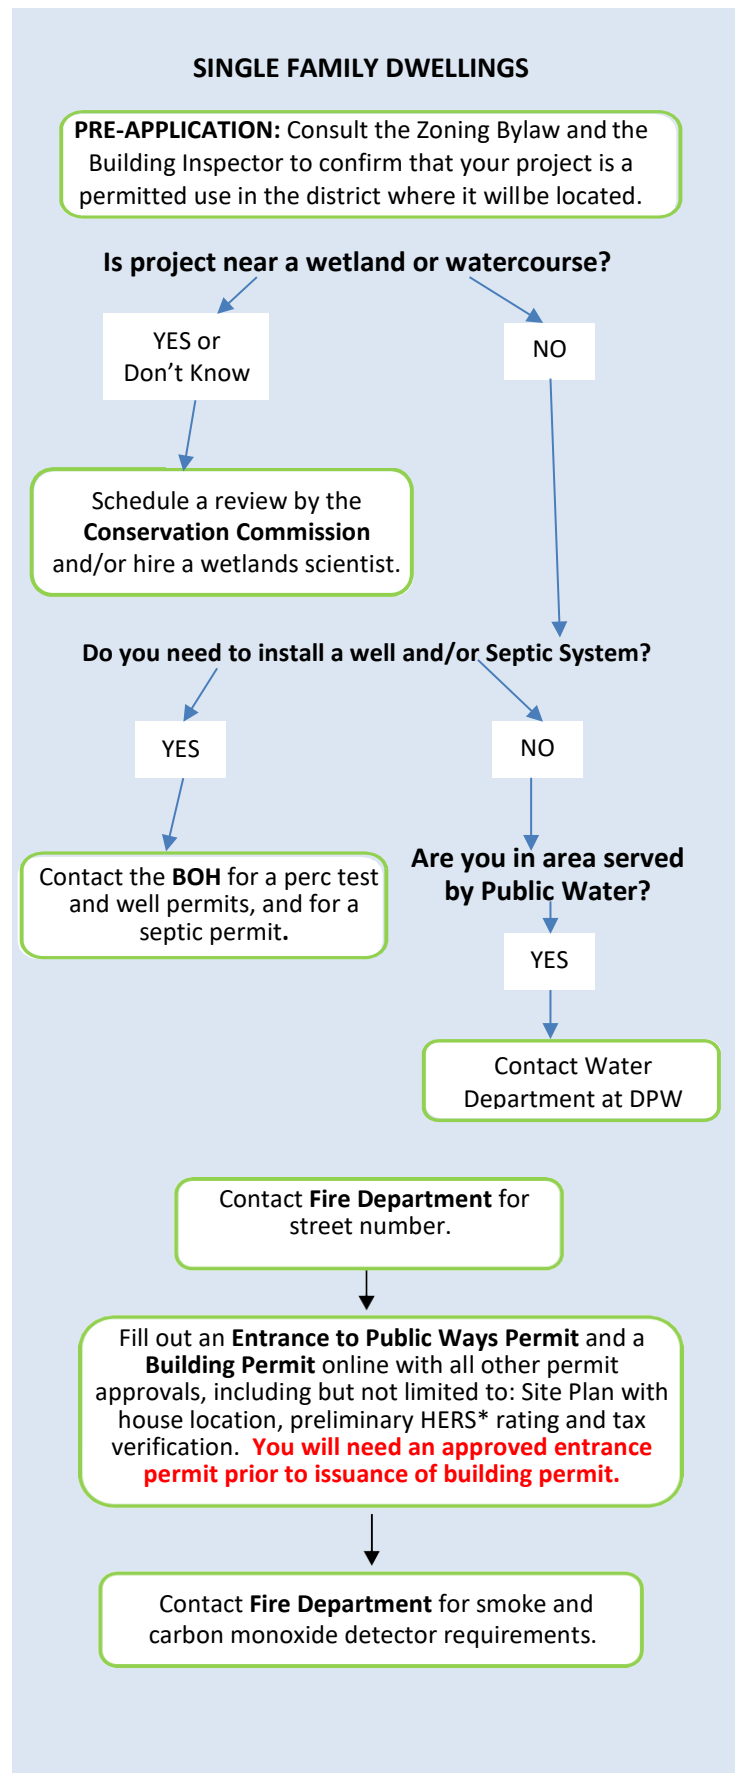 SINGLE FAMILY DWELLINGS
PRE-APPLICATION: Consult the Zoning Bylaw and the
Building Inspector to confirm that your project is a
permitted use in the district where it will be located.
Is project near a wetland or watercourse?
YES or
Don't Know
NO
Schedule a review by the
Conservation Commission
and/or hire a wetlands scientist.
Do you need to install a well and/or Septic System?
YES
NO
Contact the BOH for a perc test
and well permits, and for a
septic permit.
Are you in area served
by Public Water?
YES
Contact Water
Department at DPW
Contact Fire Department for
street number.
Fill out an Entrance to Public Ways Permit and a
Building Permit online with all other permit
approvals, including but not limited to: Site Plan with
house location, preliminary HERS* rating and tax
verification. You will need an approved entrance
permit prior to issuance of building permit.
Contact Fire Department for smoke and
carbon monoxide detector requirements.